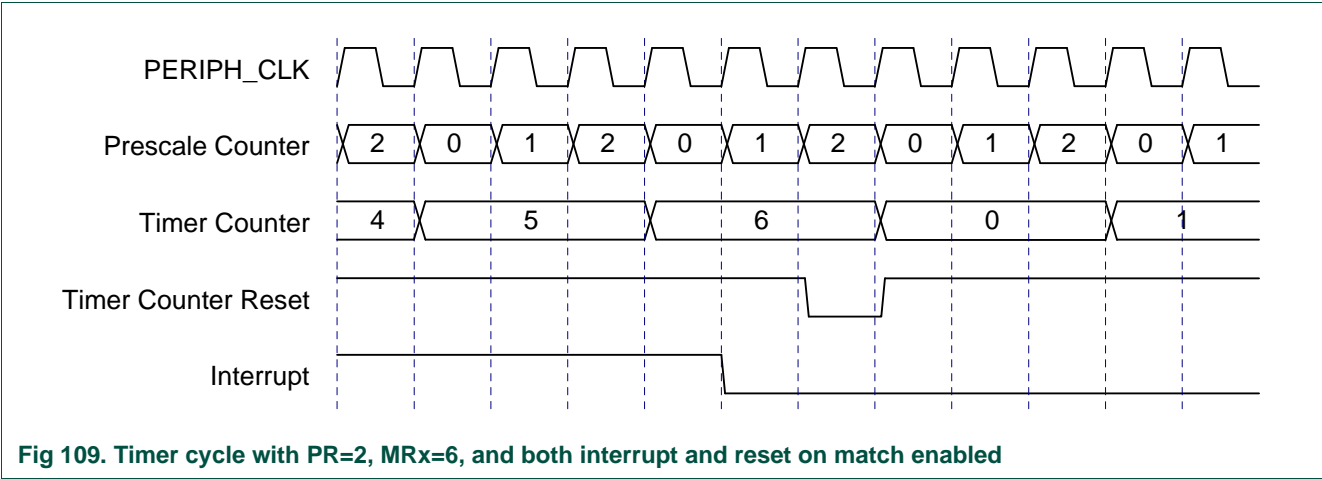 PERIPH_CLK
Prescale Counter 2 0 1 2 0 1 2 0 1 2 0 1
Timer Counter 4 5 6 0 1
Timer Counter Reset
Interrupt
Fig 109. Timer cycle with PR=2, MRx=6, and both interrupt and reset on match enabled